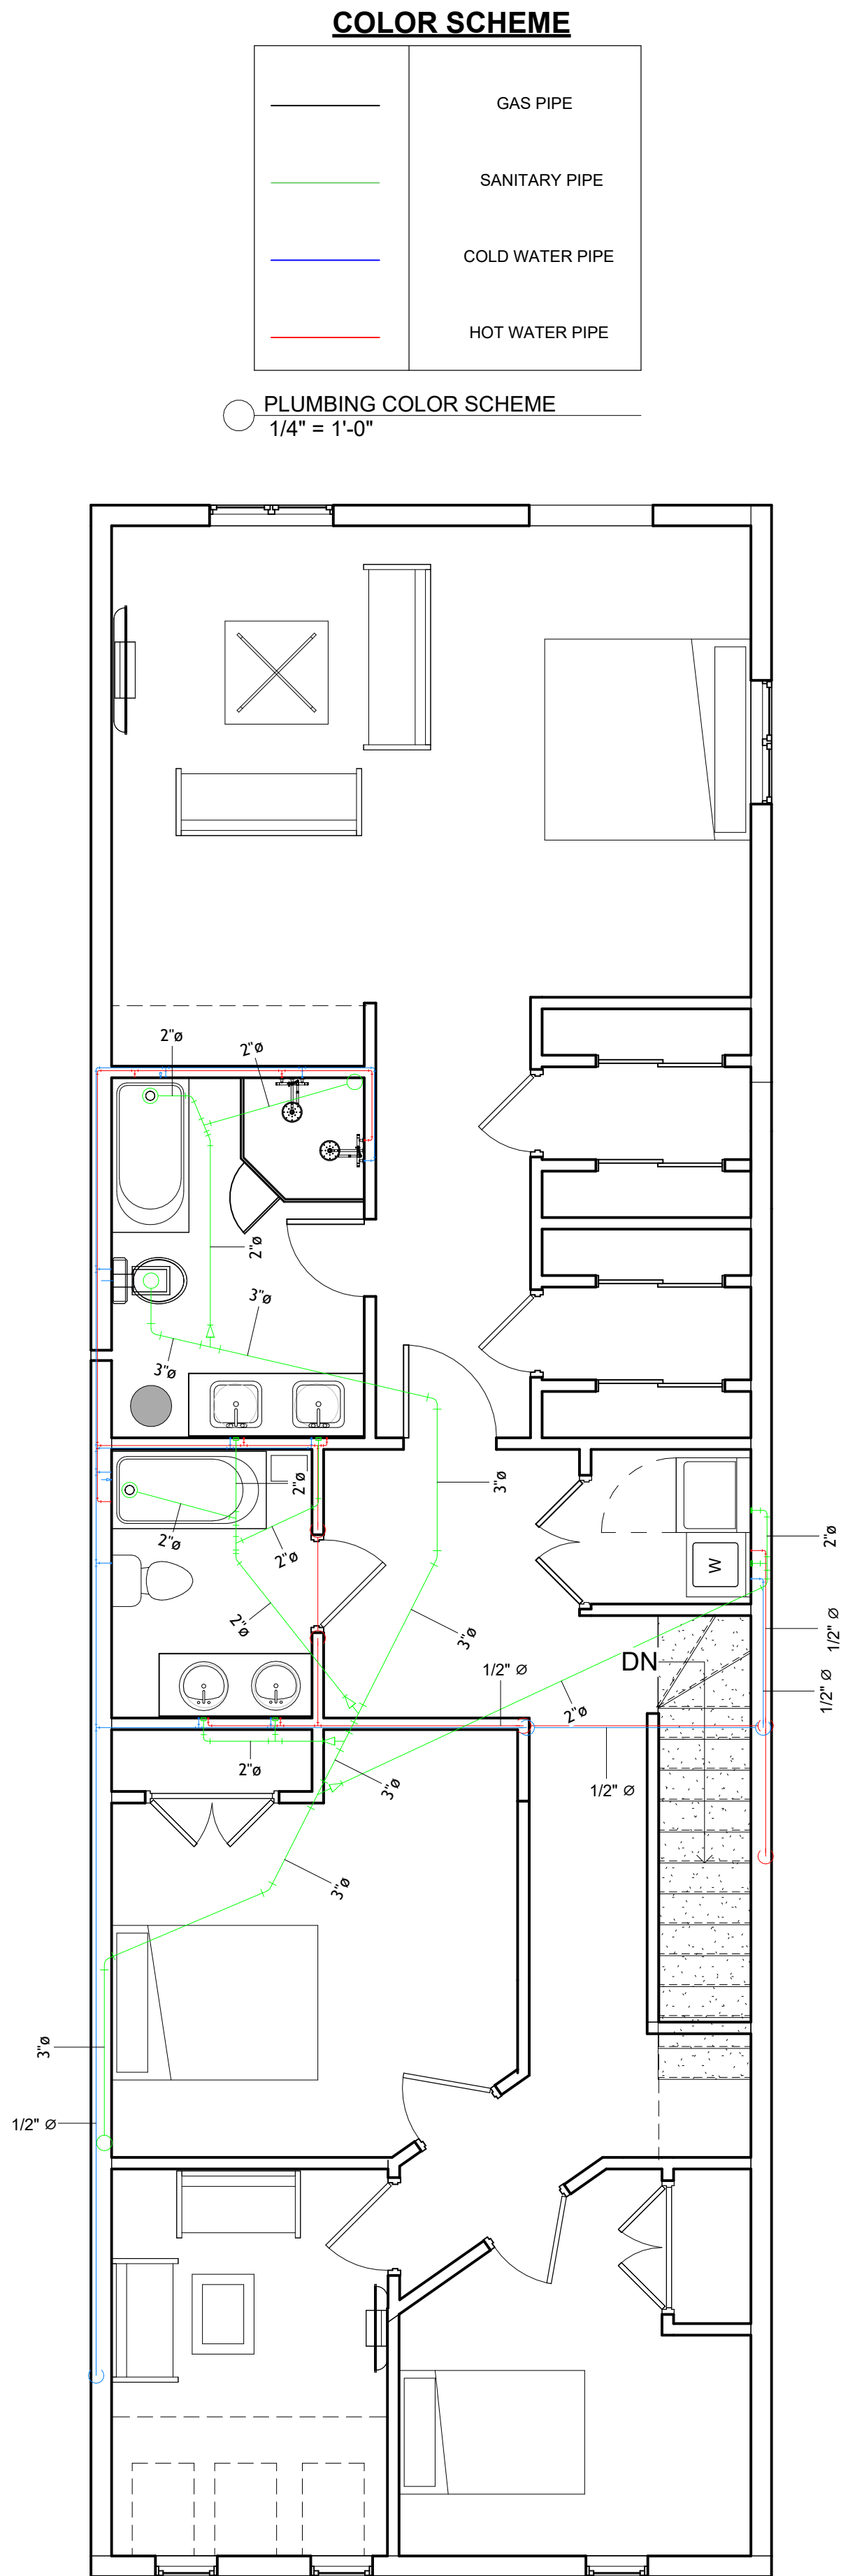 COLOR SCHEME
GAS PIPE
SANITARY PIPE
COLD WATER PIPE
HOT WATER PIPE
PLUMBING COLOR SCHEME
1/4" = 1'-0"
2"ø
2"ø
2"ø
3"ø
3"ø
2"ø
3"ø
2"ø
2"ø
2"ø
W
2"ø
3"ø
1/2" Ø
DN
1/2" Ø
1/2" Ø
2"ø
2"ø
3"ø
1/2" Ø
3"ø
3"ø
1/2" Ø